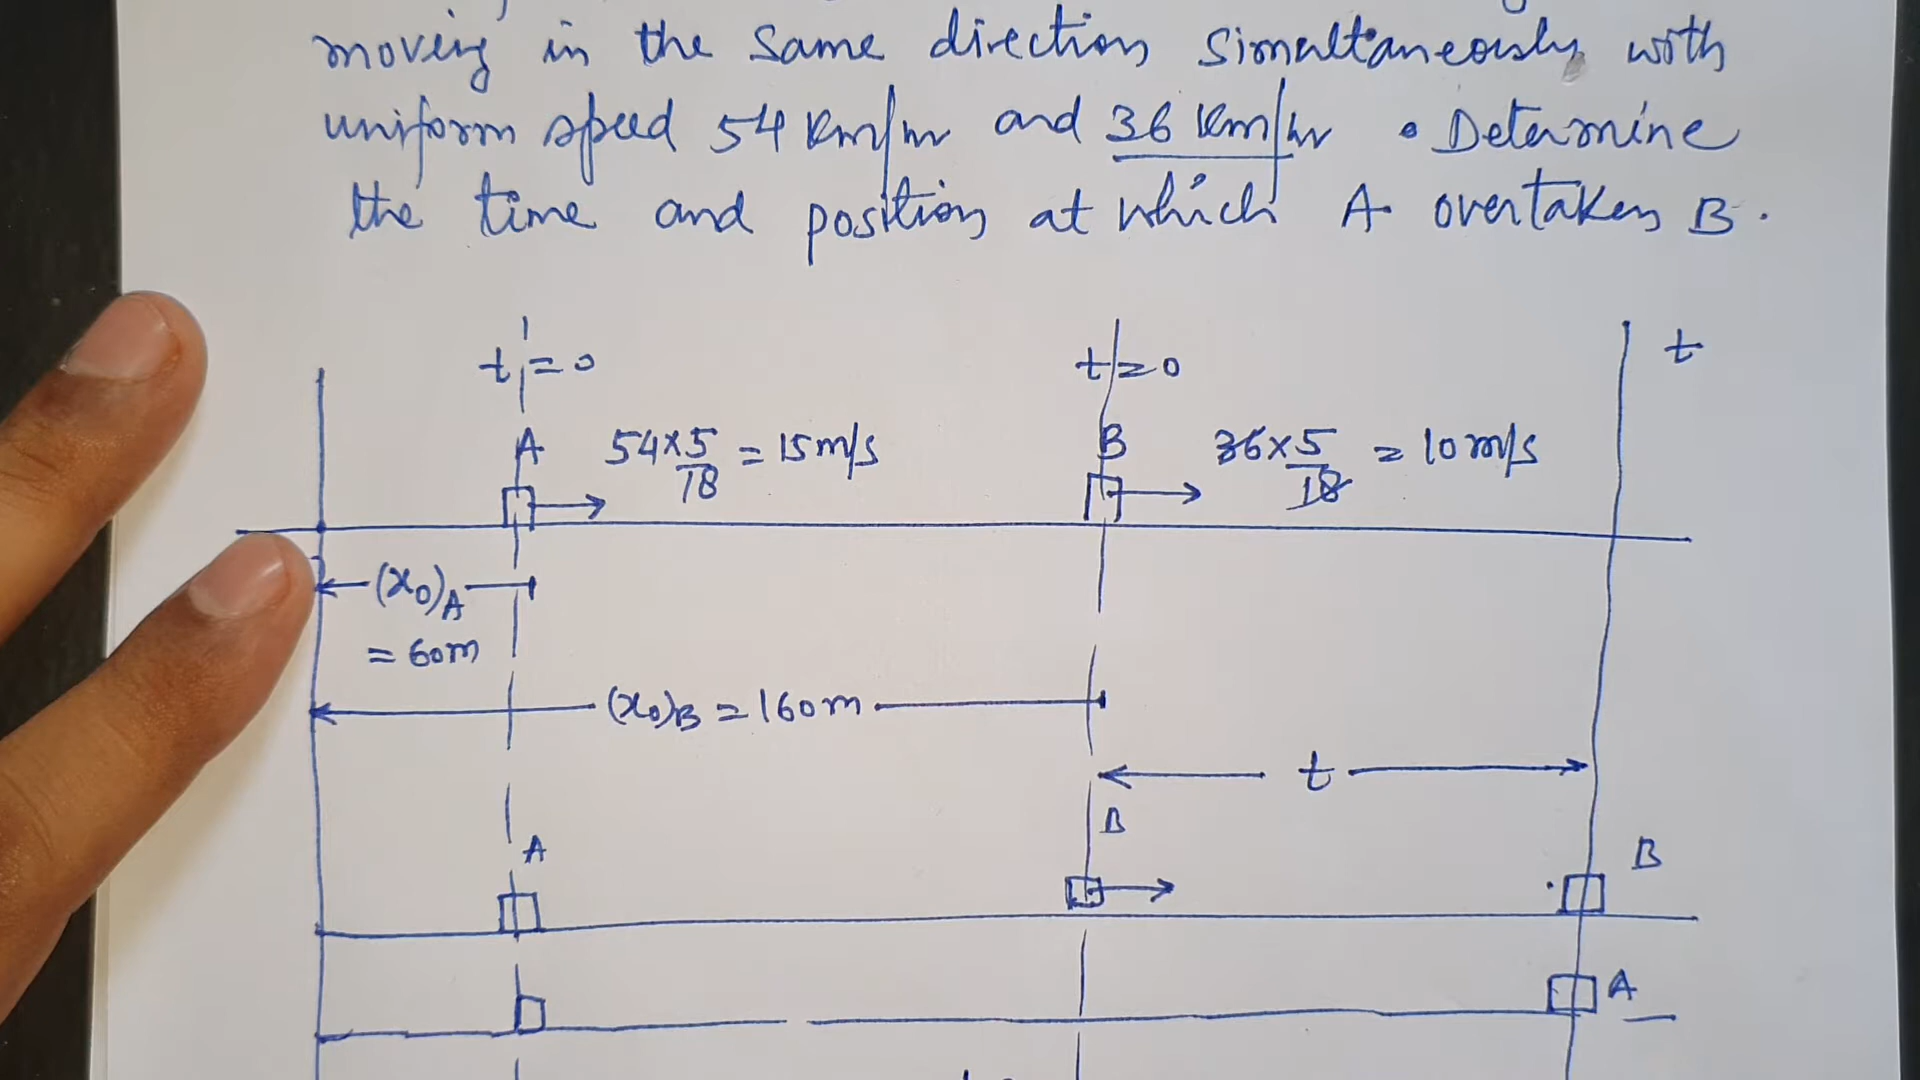 moving in the same direction simultaneously with
uniform speed 54 km/hr and 36 km/hr . Determine
the time and position at which A overtakes B .
t = 0
t = 0
t
A 54×5/18 = 15 m/s
B 36×5/18 = 10 m/s
(x0)A
= 60m
(x0)B = 160m
t
B
A
B
A